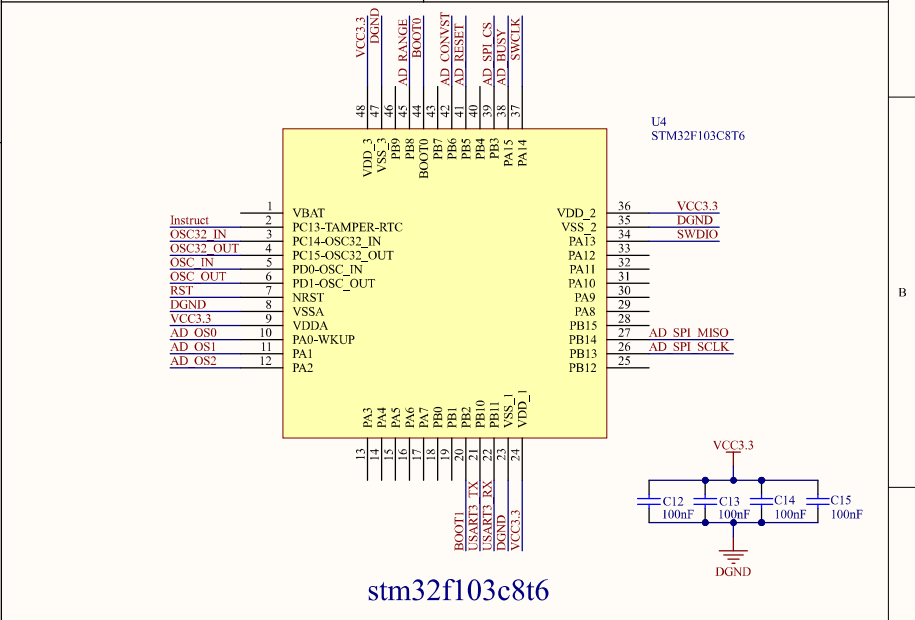 VCC3.3
DGND
AD_RANGE
BOOT0
AD_CONVST
AD_RESET
AD_SPI_CS
AD_BUSY
SWCLK
48
47
46
45
44
43
42
41
40
39
38
37
U4
STM32F103C8T6
VDD_3
VSS_3
PB9
PB8
BOOT0
PB7
PB6
PB5
PB4
PB3
PA15
PA14
1 VBAT
Instruct 2 PC13-TAMPER-RTC
OSC32_IN 3 PC14-OSC32_IN
OSC32_OUT 4 PC15-OSC32_OUT
OSC_IN 5 PD0-OSC_IN
OSC_OUT 6 PD1-OSC_OUT
RST 7 NRST
DGND 8 VSSA
VCC3.3 9 VDDA
AD_OS0 10 PA0-WKUP
AD_OS1 11 PA1
AD_OS2 12 PA2
VDD_2 36 VCC3.3
VSS_2 35 DGND
PA13 34 SWDIO
PA12 33
PA11 32
PA10 31
PA9 30
PA8 29
PB15 28
PB14 27 AD_SPI_MISO
PB13 26 AD_SPI_SCLK
PB12 25
B
PA3
PA4
PA5
PA6
PA7
PB0
PB1
PB2
PB10
PB11
VSS_1
VDD_1
13
14
15
16
17
18
19
20
21
22
23
24
BOOT1
USART3_TX
USART3_RX
DGND
VCC3.3
VCC3.3
C12
100nF
C13
100nF
C14
100nF
C15
100nF
DGND
stm32f103c8t6